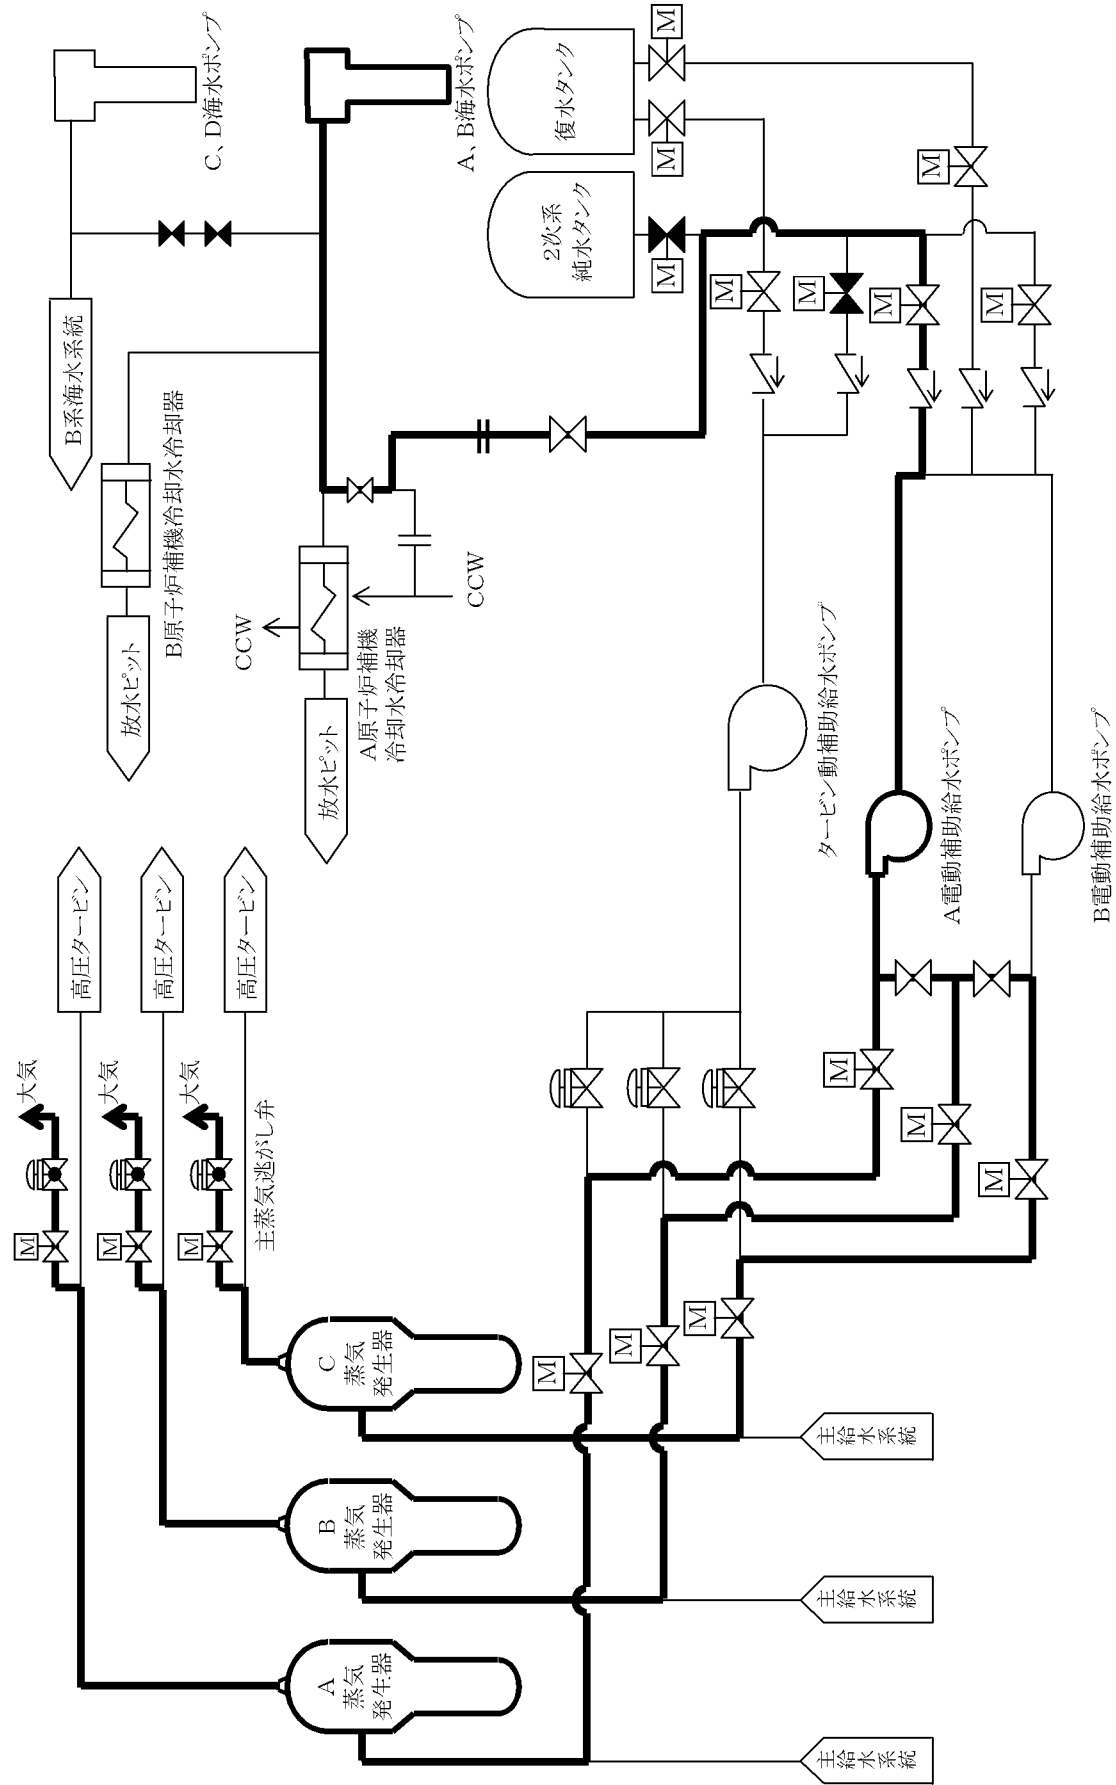 C、D海水ポンプ
B系海水系統
A、B海水ポンプ
B原子炉補機冷却水冷却器
放水ピット
CCW
CCW
A原子炉補機
冷却水冷却器
放水ピット
復水タンク
M
M
2次系
純水タンク
M
M
M
M
M
M
タービン動補助給水ポンプ
A電動補助給水ポンプ
B電動補助給水ポンプ
高圧タービン
高圧タービン
高圧タービン
大気
大気
大気
M
M
M
主蒸気逃がし弁
M
M
M
M
M
M
C
蒸気
発生器
B
蒸気
発生器
A
蒸気
発生器
主
給
水
系
統
主
給
水
系
統
主
給
水
系
統